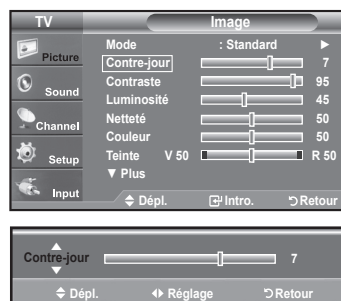 TV Image
Picture
Sound
Channel
Setup
Input
Mode : Standard ►
Contre-jour 7
Contraste 95
Luminosité 45
Netteté 50
Couleur 50
Teinte V 50 R 50
▼ Plus
Dépl. Intro. Retour
Contre-jour 7
Dépl. Réglage Retour